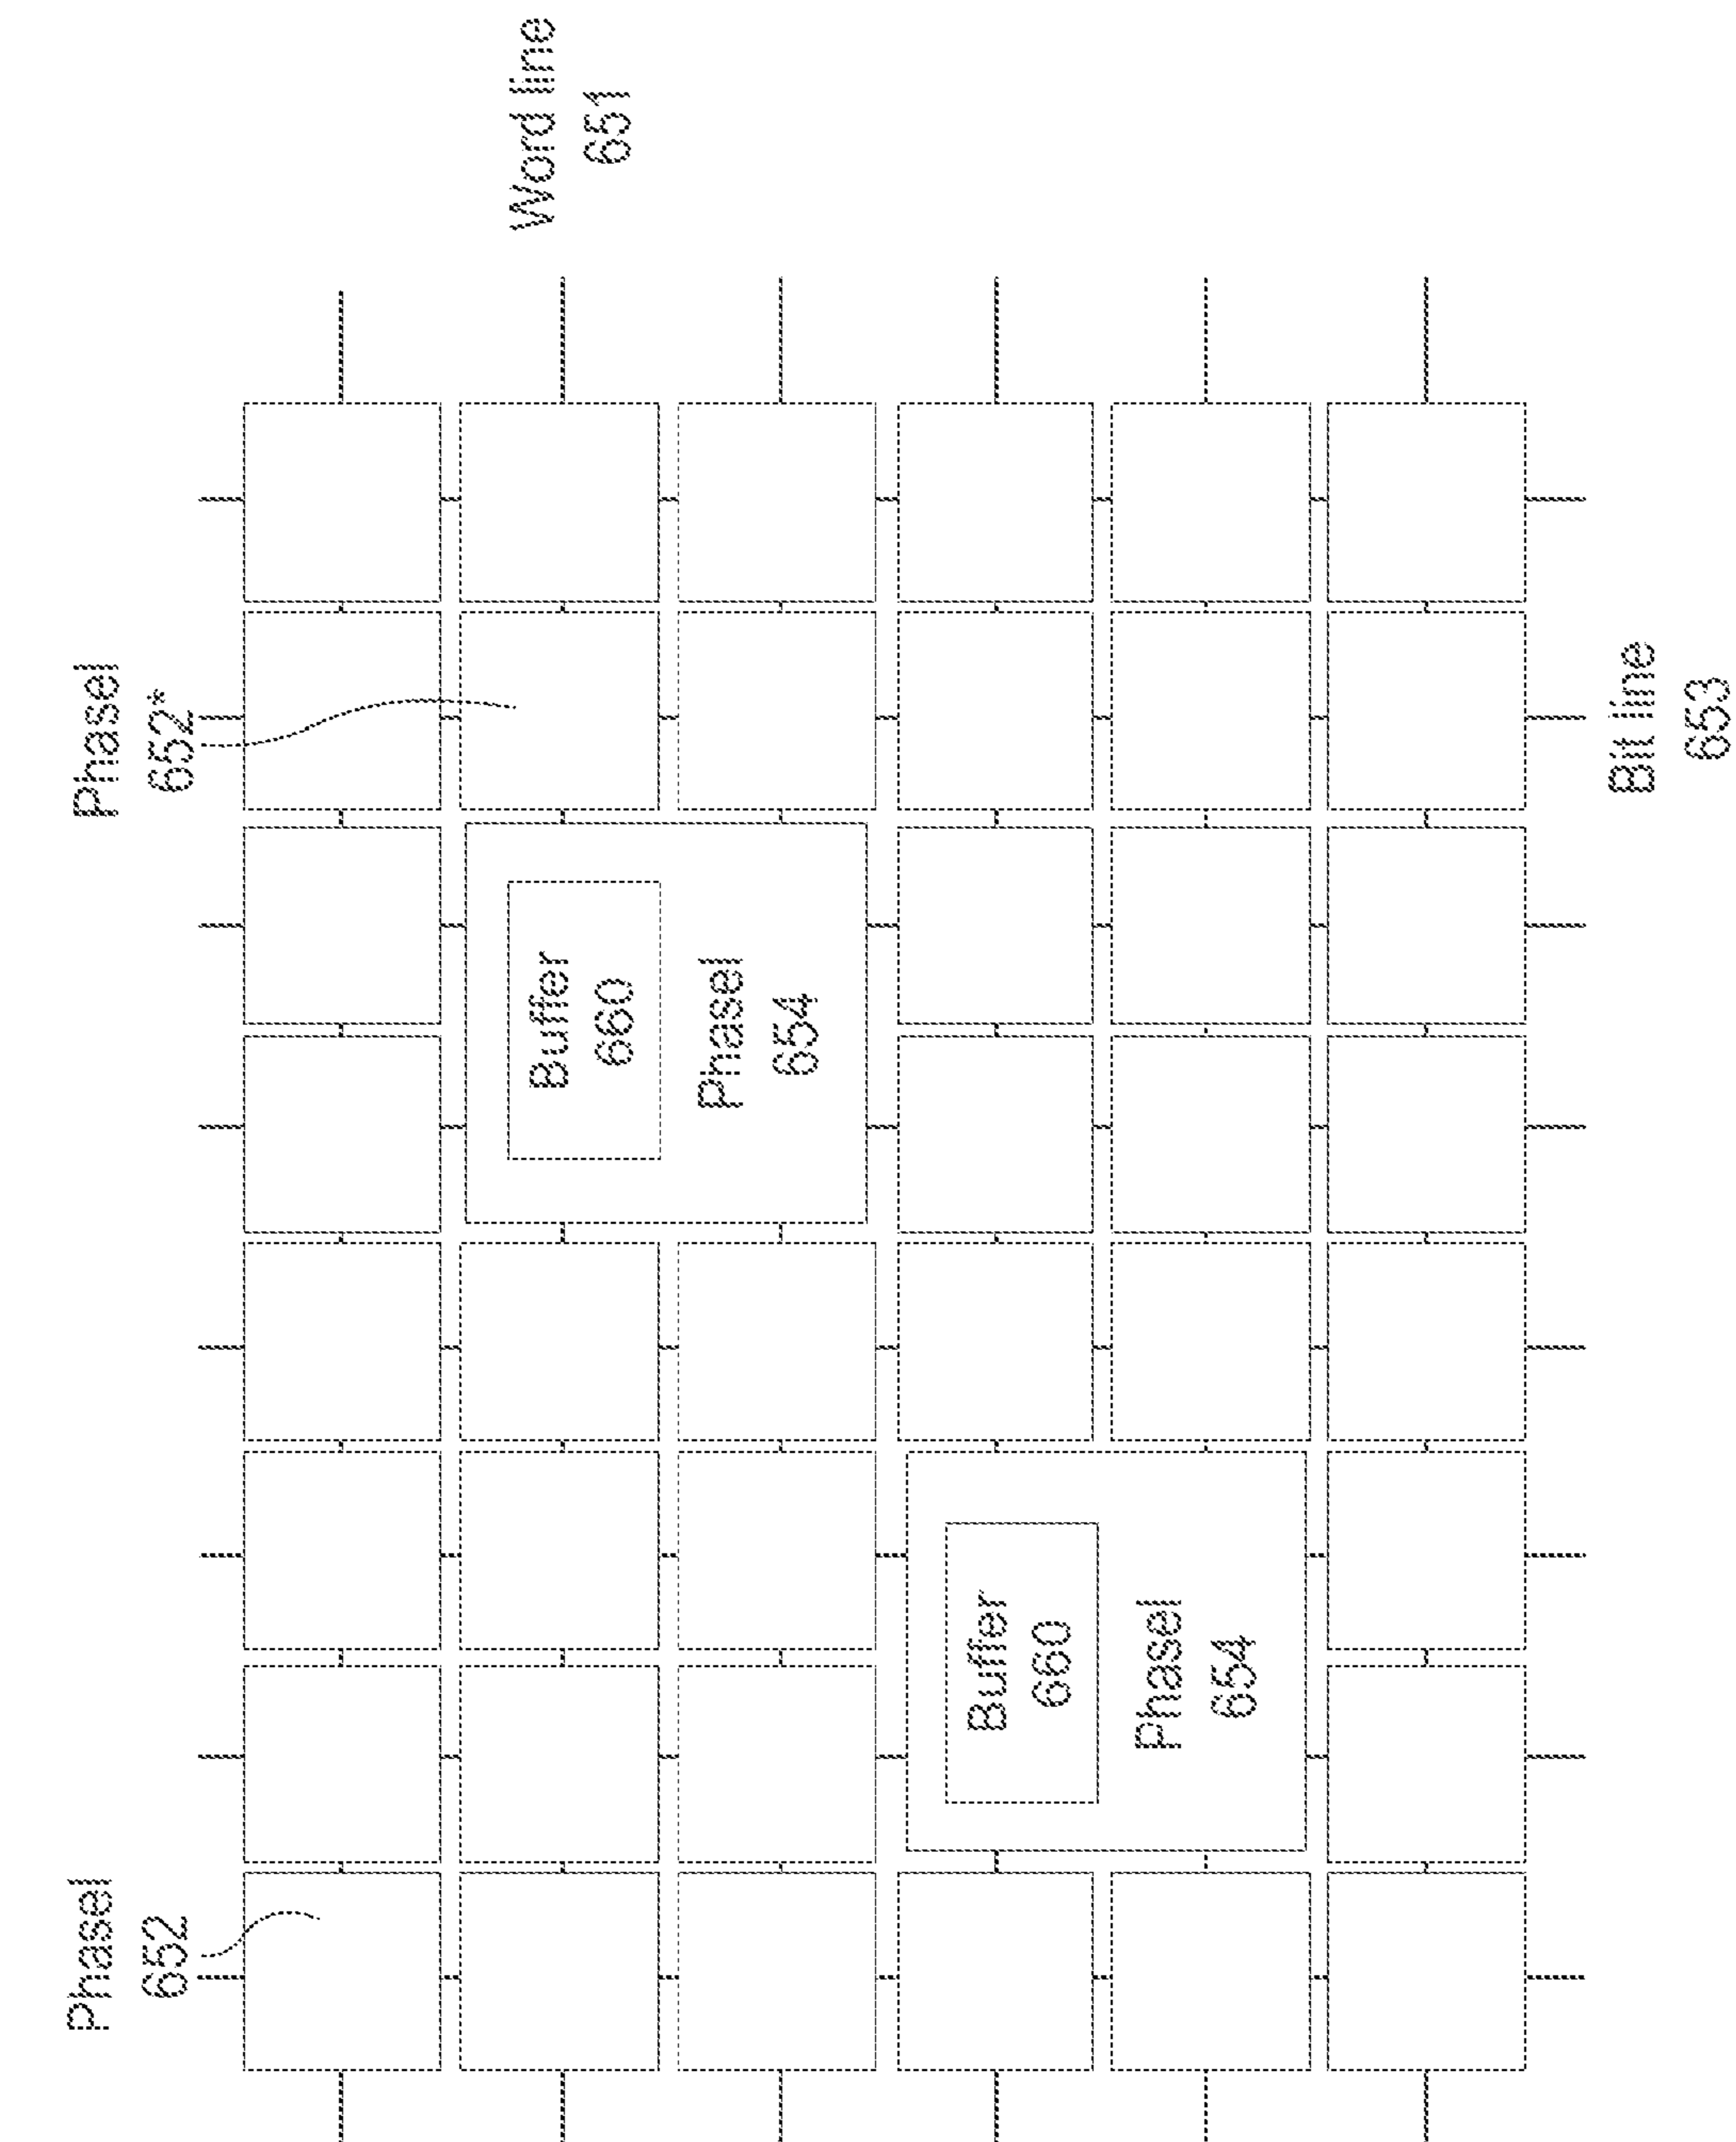 Phasel
652
Phasel
652*
Word line
651
Buffer
660
Phasel
654
Buffer
660
Phasel
654
Bit line
653